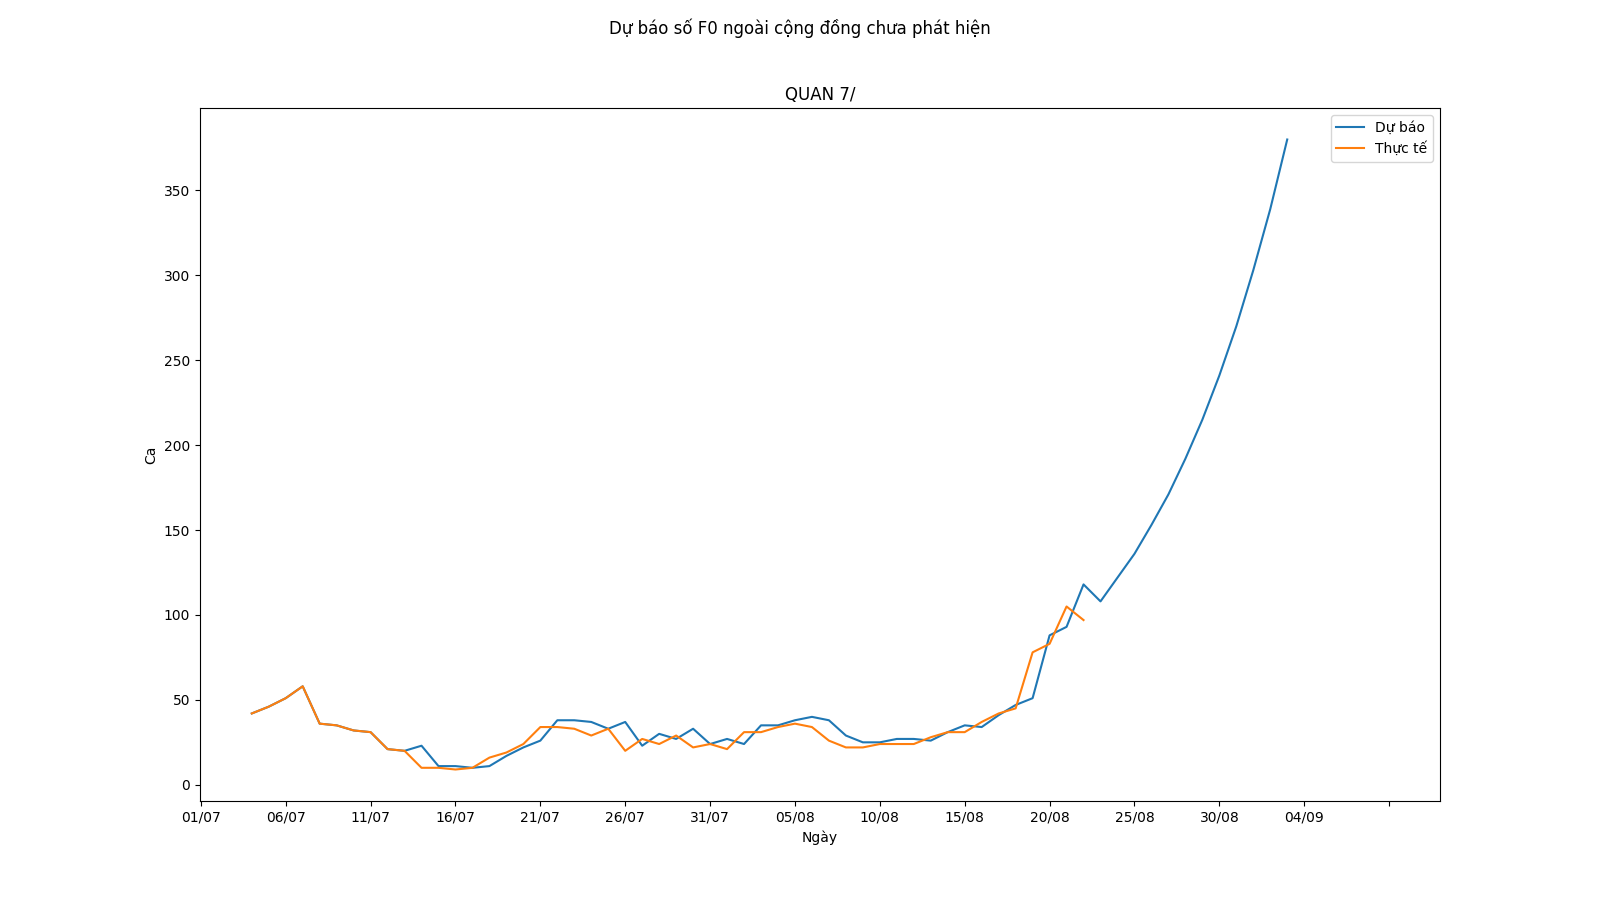 Dự báo số F0 ngoài cộng đồng chưa phát hiện
QUAN 7/
Dự báo
Thực tế
350
300
250
200
150
100
50
0
Ca
01/07 06/07 11/07 16/07 21/07 26/07 31/07 05/08 10/08 15/08 20/08 25/08 30/08 04/09
Ngày